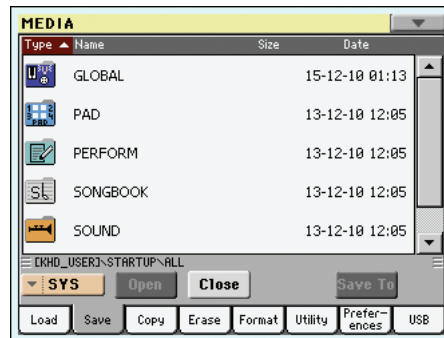 MEDIA
Type Name Size Date
GLOBAL 15-12-10 01:13
PAD 13-12-10 12:05
PERFORM 13-12-10 12:05
SONGBOOK 13-12-10 12:05
SOUND 13-12-10 12:05
[KHD_USER]\STARTUP\ALL
SYS Open Close Save To
Load Save Copy Erase Format Utility Prefer-ences USB